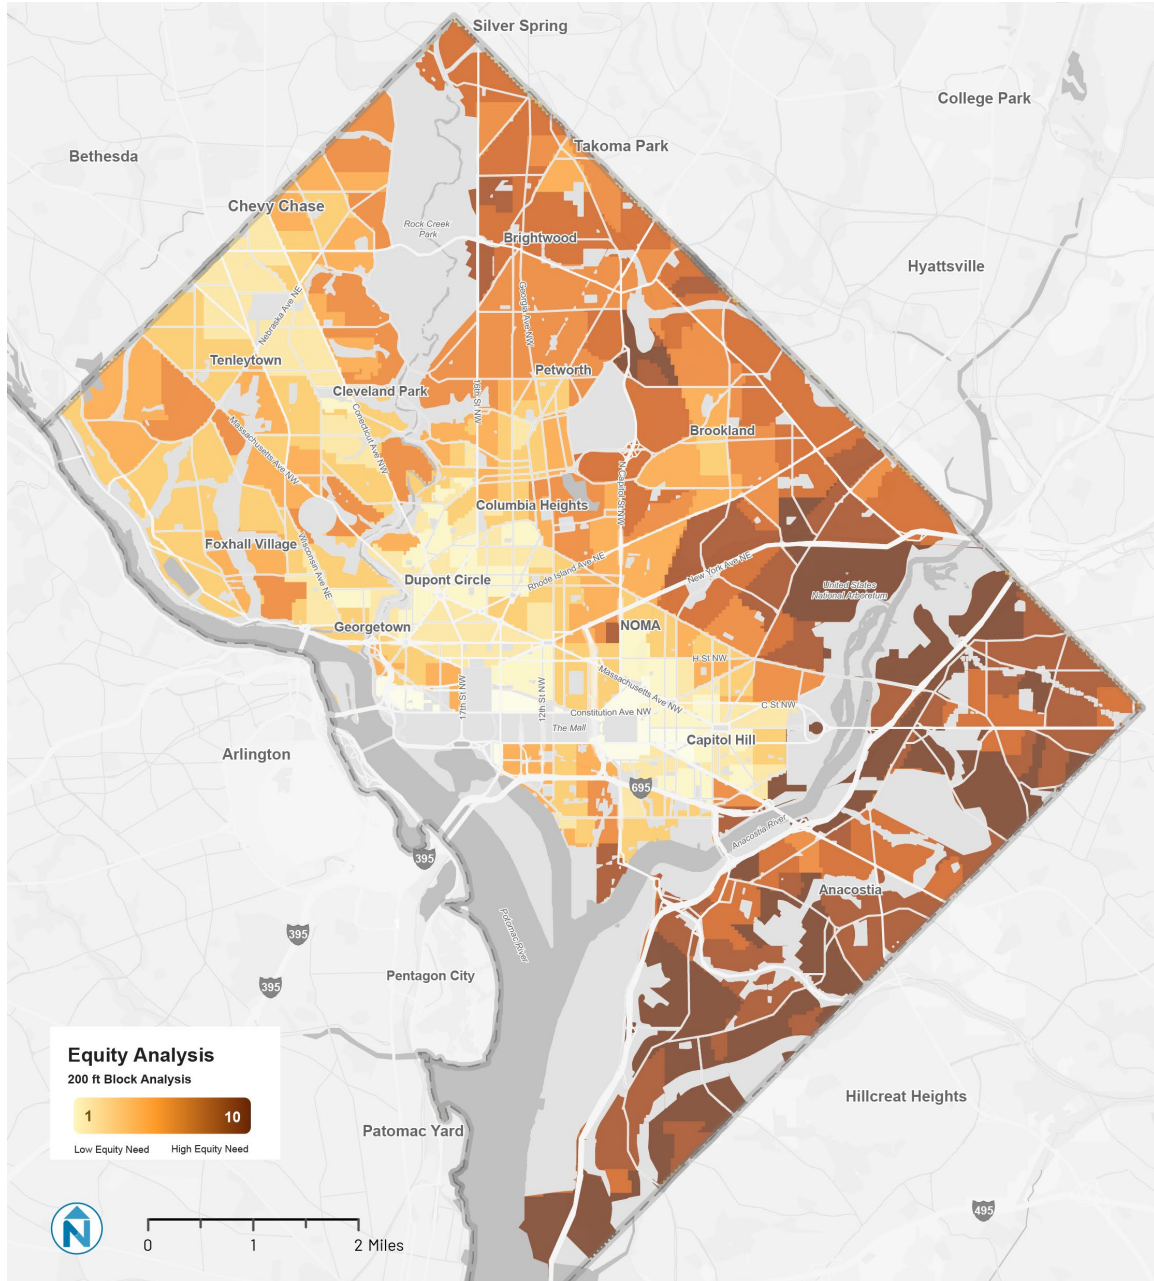 Silver Spring
College Park
Takoma Park
Bethesda
Chevy Chase
Rock Creek
Park
Brightwood
Hyattsville
Nebraska Ave NE
Georgia Ave NW
Tenleytown
Petworth
Cleveland Park
16th St NW
Conecticut Ave NW
Massachusetts Ave NW
Brookland
N Capitol St NW
Columbia Heights
Foxhall Village
Wisconsin Ave NE
Dupont Circle
Rhode Island Ave NE
New York Ave NE
United States
National Arboretum
Georgetown
NOMA
H St NW
Massachusetts Ave NW
17th St NW
12th St NW
C St NW
Constitution Ave NW
The Mall
Capitol Hill
Arlington
695
Anacostia River
395
Anacostia
395
Potomac River
Pentagon City
395
Equity Analysis
200 ft Block Analysis
1
10
Low Equity Need
High Equity Need
Hillcreat Heights
Patomac Yard
495
N
0
1
2 Miles